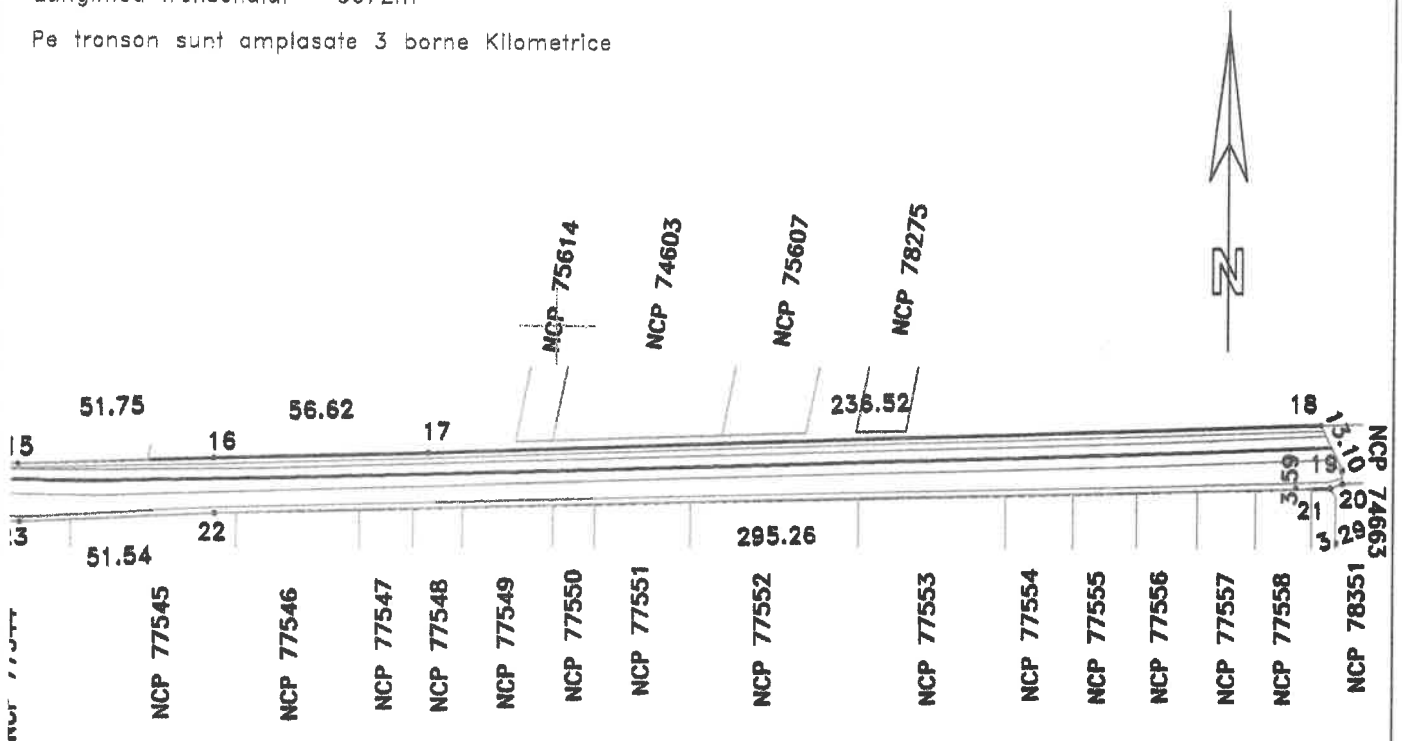 Pe tronson sunt amplasate 3 borne Kilometrice
N
NCP 75614
NCP 74603
NCP 75607
NCP 78275
51.75
56.62
236.52
18
13.10
15
16
17
19
NCP 74663
3.59
20
21
3.29
22
51.54
295.26
NCP 77545
NCP 77546
NCP 77547
NCP 77548
NCP 77549
NCP 77550
NCP 77551
NCP 77552
NCP 77553
NCP 77554
NCP 77555
NCP 77556
NCP 77557
NCP 77558
NCP 78351